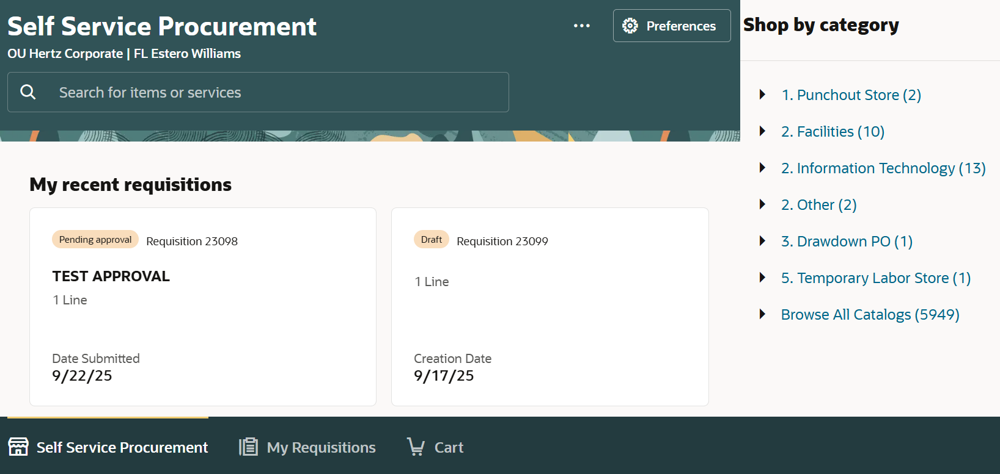 Self Service Procurement
OU Hertz Corporate | FL Estero Williams
Preferences
Search for items or services
My recent requisitions
Pending approval
Requisition 23098
TEST APPROVAL
1 Line
Date Submitted
9/22/25
Draft
Requisition 23099
1 Line
Creation Date
9/17/25
Shop by category
1. Punchout Store (2)
2. Facilities (10)
2. Information Technology (13)
2. Other (2)
3. Drawdown PO (1)
5. Temporary Labor Store (1)
Browse All Catalogs (5949)
Self Service Procurement
My Requisitions
Cart